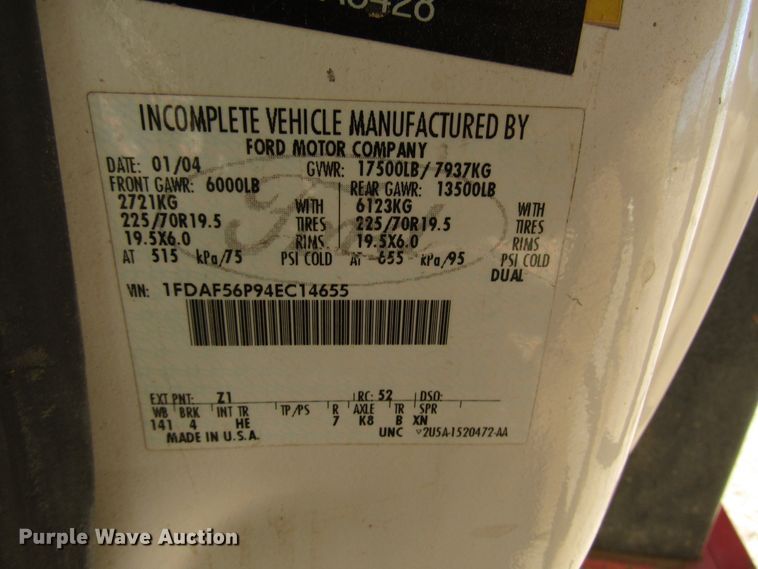 0428
INCOMPLETE VEHICLE MANUFACTURED BY
FORD MOTOR COMPANY
DATE: 01/04 GVWR: 17500LB/ 7937KG
FRONT GAWR: 6000LB REAR GAWR: 13500LB
2721KG WITH 6123KG WITH
225/70R19.5 TIRES 225/70R19.5 TIRES
19.5X6.0 RIMS 19.5X6.0 RIMS
AT 515 kPa/75 PSI COLD AT 655 kPa/95 PSI COLD
DUAL
VIN: 1FDAF56P94EC14655
EXT PNT: Z1 RC: 52 DSO:
WB BRK INT TR TP/PS R AXLE TR SPR
141 4 HE 7 K8 B XN
MADE IN U.S.A. UNC 2U5A-1520472-AA
Ford
Purple Wave Auction